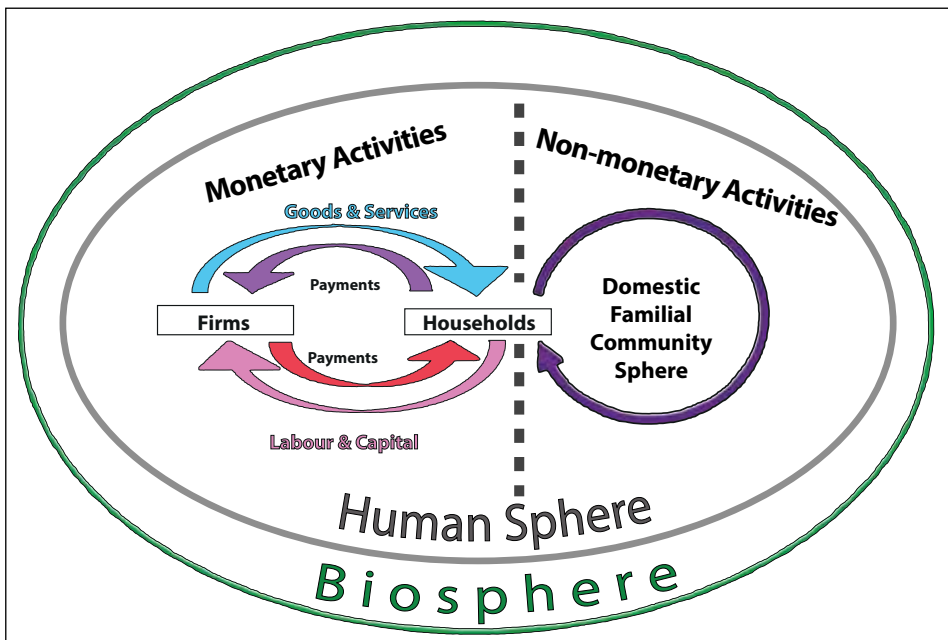 Monetary Activities
Non-monetary Activities
Goods & Services
Payments
Firms
Households
Payments
Labour & Capital
Domestic
Familial
Community
Sphere
Human Sphere
Biosphere